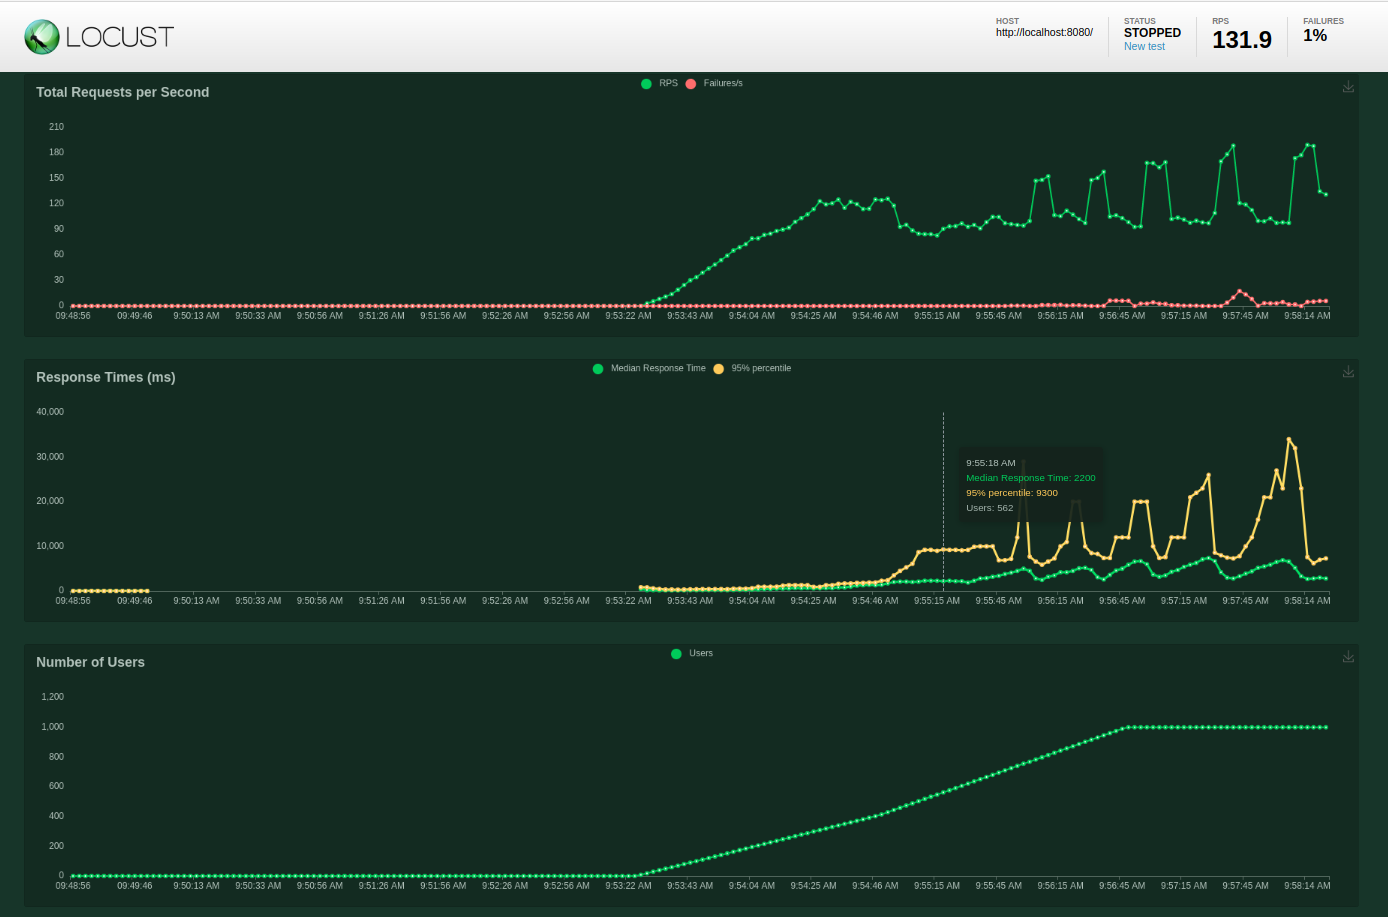 LOCUST
HOST
http://localhost:8080/
STATUS
STOPPED
New test
RPS
131.9
FAILURES
1%
Total Requests per Second
RPS Failures/s
210
180
150
120
90
60
30
0
09:48:56 09:49:46 9:50:13 AM 9:50:33 AM 9:50:56 AM 9:51:26 AM 9:51:56 AM 9:52:26 AM 9:52:56 AM 9:53:22 AM 9:53:43 AM 9:54:04 AM 9:54:25 AM 9:54:46 AM 9:55:15 AM 9:55:45 AM 9:56:15 AM 9:56:45 AM 9:57:15 AM 9:57:45 AM 9:58:14 AM
Response Times (ms)
Median Response Time 95% percentile
40,000
30,000
20,000
10,000
0
9:55:18 AM
Median Response Time: 2200
95% percentile: 9300
Users: 562
09:48:56 09:49:46 9:50:13 AM 9:50:33 AM 9:50:56 AM 9:51:26 AM 9:51:56 AM 9:52:26 AM 9:52:56 AM 9:53:22 AM 9:53:43 AM 9:54:04 AM 9:54:25 AM 9:54:46 AM 9:55:15 AM 9:55:45 AM 9:56:15 AM 9:56:45 AM 9:57:15 AM 9:57:45 AM 9:58:14 AM
Number of Users
Users
1,200
1,000
800
600
400
200
0
09:48:56 09:49:46 9:50:13 AM 9:50:33 AM 9:50:56 AM 9:51:26 AM 9:51:56 AM 9:52:26 AM 9:52:56 AM 9:53:22 AM 9:53:43 AM 9:54:04 AM 9:54:25 AM 9:54:46 AM 9:55:15 AM 9:55:45 AM 9:56:15 AM 9:56:45 AM 9:57:15 AM 9:57:45 AM 9:58:14 AM